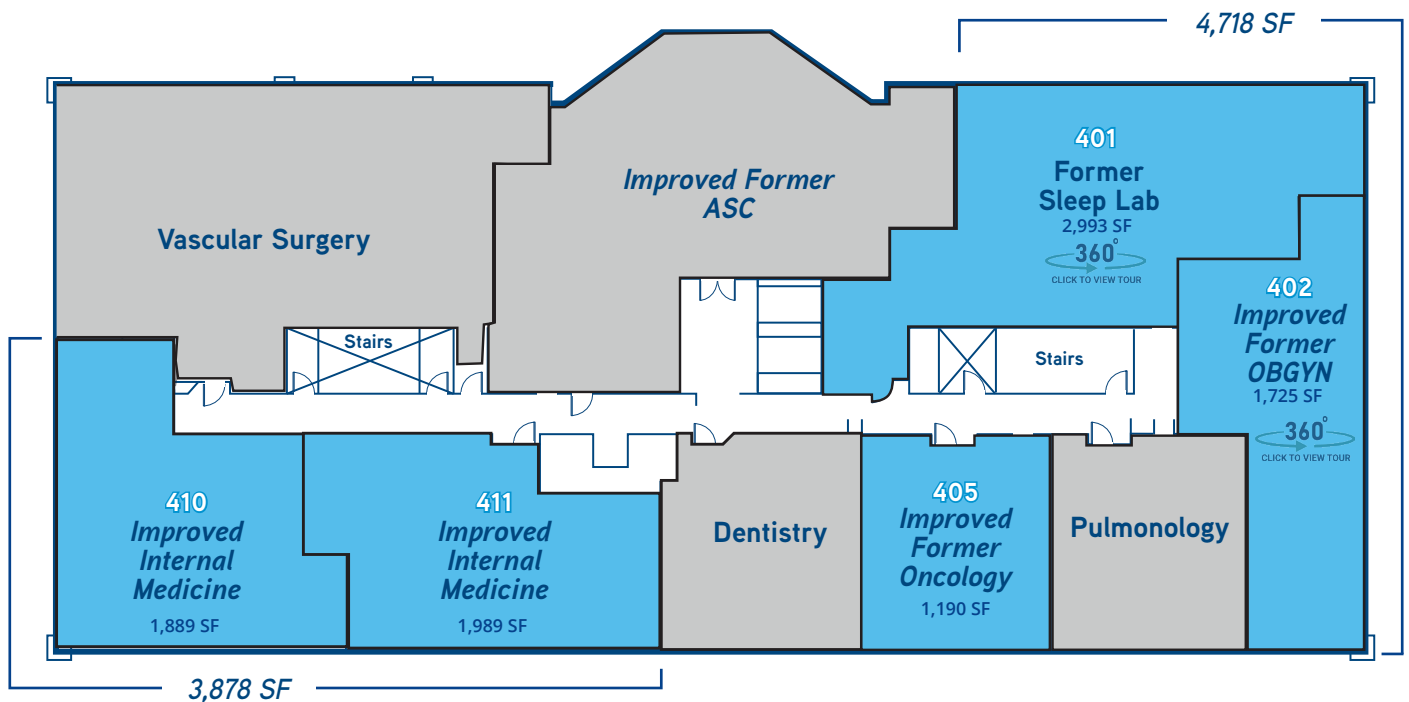 4,718 SF
Vascular Surgery
Improved Former
ASC
401
Former
Sleep Lab
2,993 SF
360°
CLICK TO VIEW TOUR
402
Improved
Former
OBGYN
1,725 SF
360°
CLICK TO VIEW TOUR
Stairs
Stairs
410
Improved
Internal
Medicine
1,889 SF
411
Improved
Internal
Medicine
1,989 SF
Dentistry
405
Improved
Former
Oncology
1,190 SF
Pulmonology
3,878 SF